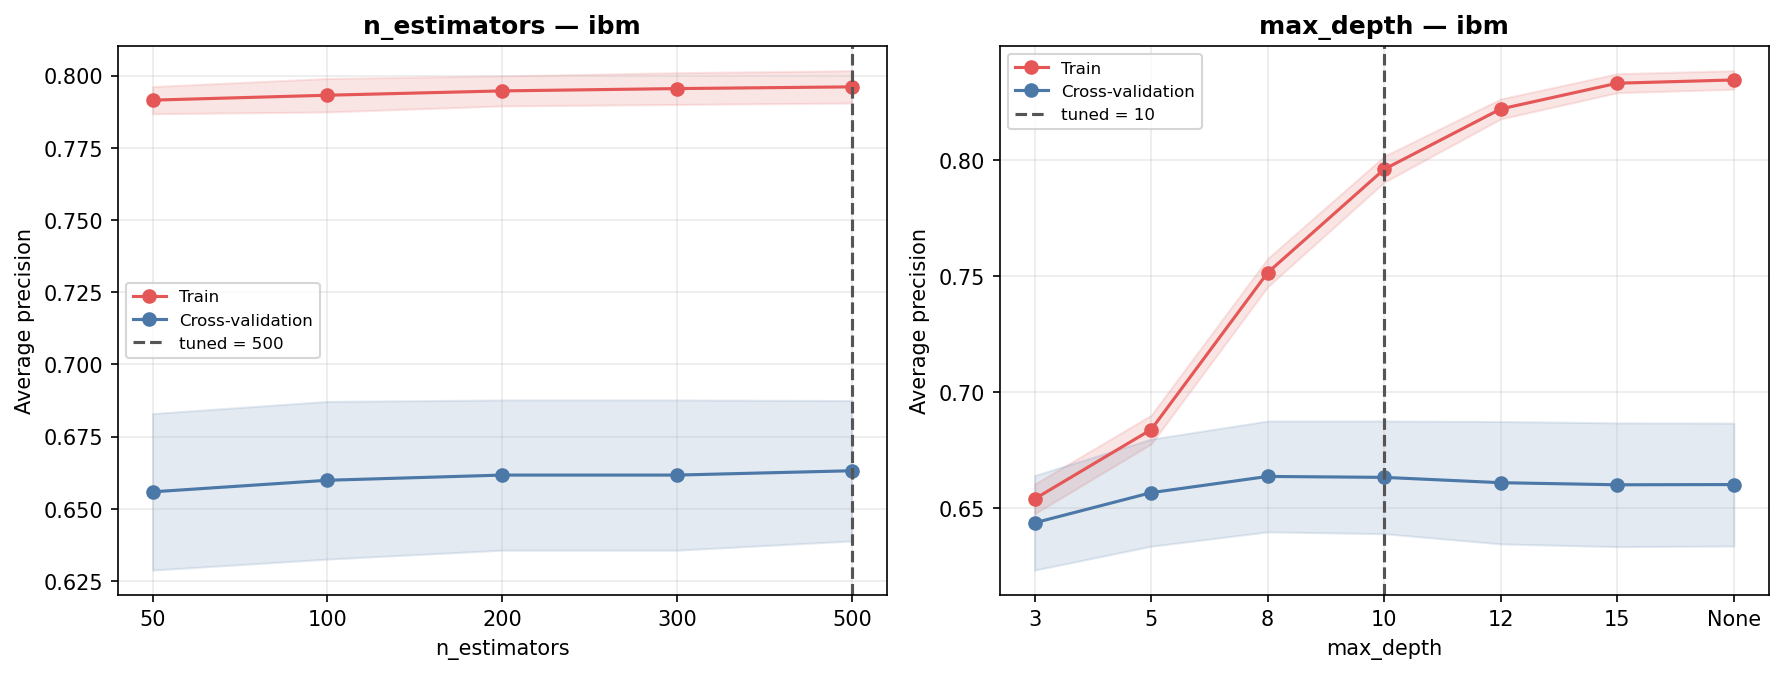 n_estimators — ibm
0.800
0.775
0.750
0.725
0.700
0.675
0.650
0.625
Average precision
Train
Cross-validation
tuned = 500
50 100 200 300 500
n_estimators
max_depth — ibm
0.80
0.75
0.70
0.65
Average precision
Train
Cross-validation
tuned = 10
3 5 8 10 12 15 None
max_depth